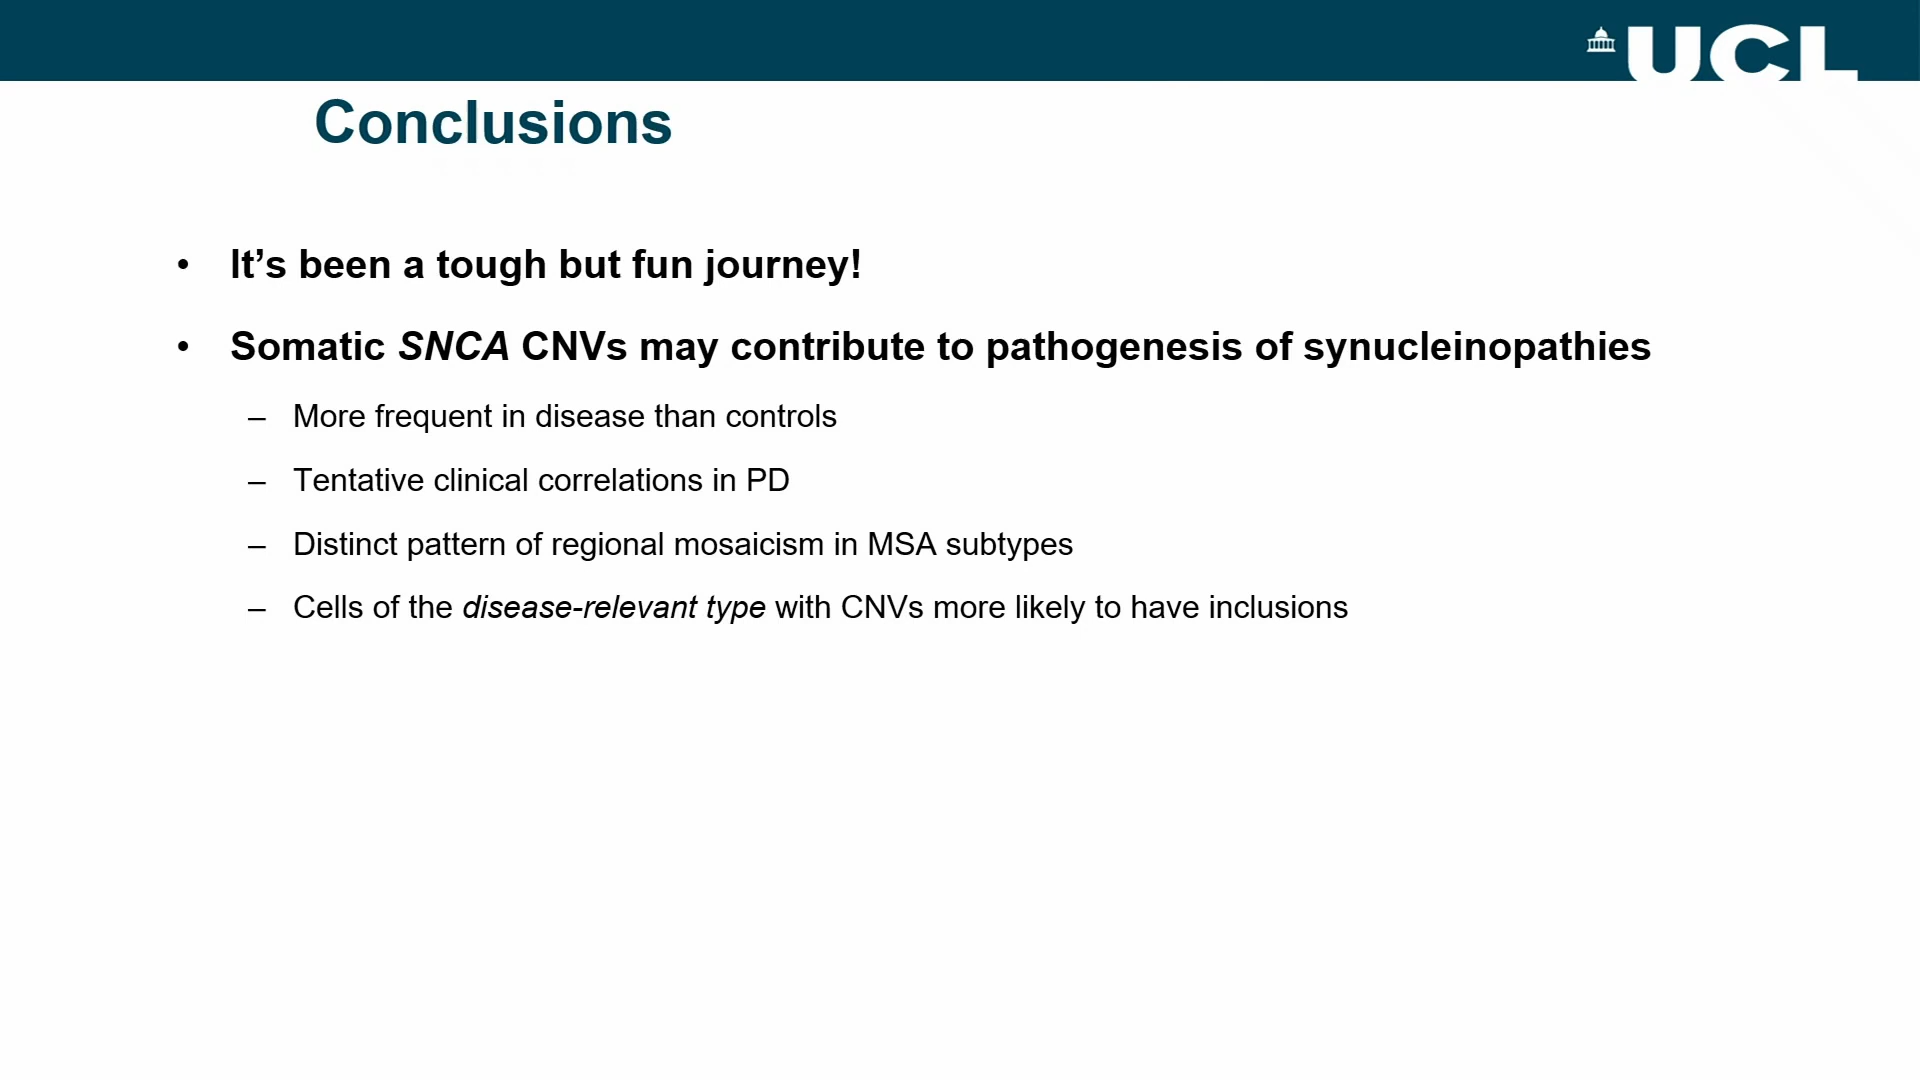 UCL
Conclusions
• It’s been a tough but fun journey!
• Somatic SNCA CNVs may contribute to pathogenesis of synucleinopathies
– More frequent in disease than controls
– Tentative clinical correlations in PD
– Distinct pattern of regional mosaicism in MSA subtypes
– Cells of the disease-relevant type with CNVs more likely to have inclusions